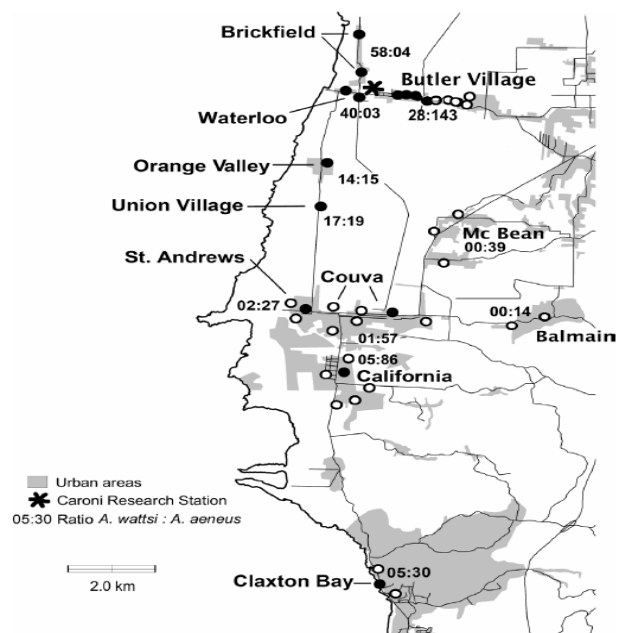 Brickfield
58:04
Butler Village
Waterloo
40:03
28:143
Orange Valley
14:15
Union Village
17:19
Mc Bean
00:39
St. Andrews
Couva
02:27
00:14
01:57
Balmain
05:86
California
Urban areas
Caroni Research Station
05:30 Ratio A. wattsi : A. aeneus
2.0 km
Claxton Bay
05:30